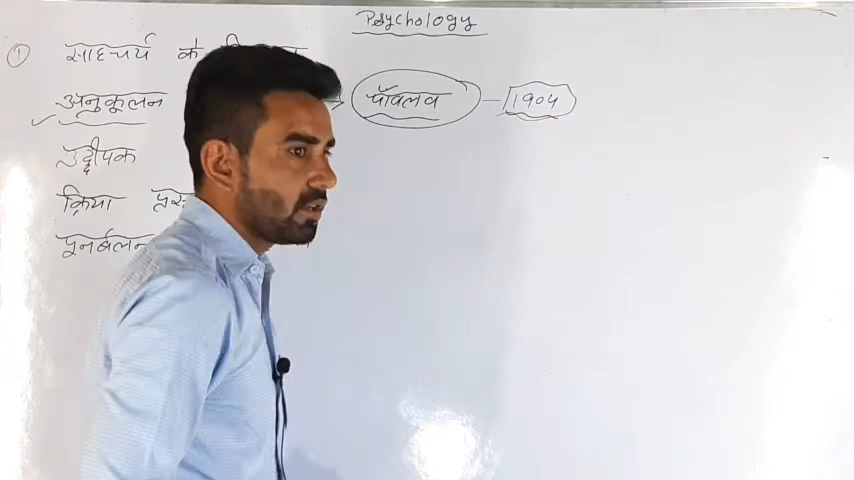 Psychology
① साहचर्य के
अनुकूलन → पॉवलव – 1904
उद्दीपक
क्रिया
पुनर्बलन